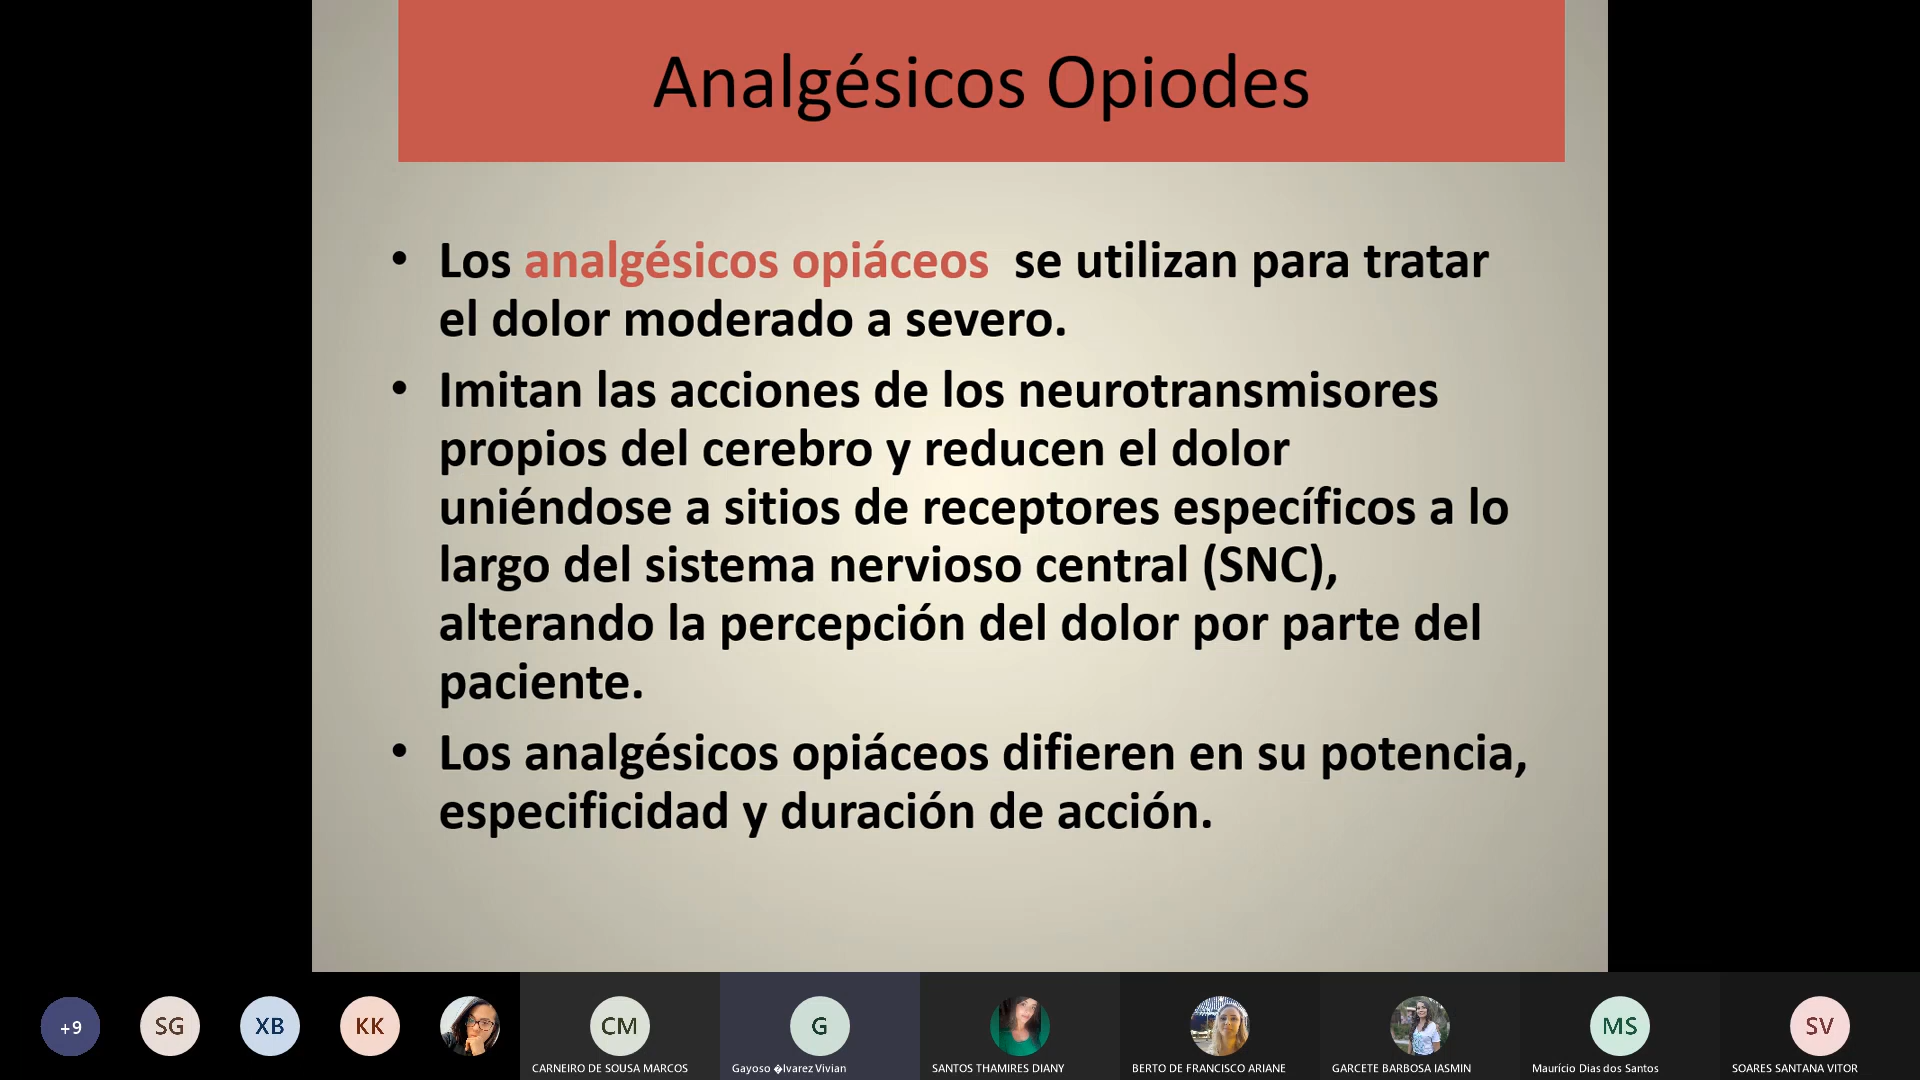 Analgésicos Opiodes
• Los analgésicos opiáceos se utilizan para tratar
el dolor moderado a severo.
• Imitan las acciones de los neurotransmisores
propios del cerebro y reducen el dolor
uniéndose a sitios de receptores específicos a lo
largo del sistema nervioso central (SNC),
alterando la percepción del dolor por parte del
paciente.
• Los analgésicos opiáceos difieren en su potencia,
especificidad y duración de acción.
+9
SG
XB
KK
CM
G
MS
SV
CARNEIRO DE SOUSA MARCOS
Gayoso �lvarez Vivian
SANTOS THAMIRES DIANY
BERTO DE FRANCISCO ARIANE
GARCETE BARBOSA IASMIN
Maurício Dias dos Santos
SOARES SANTANA VITOR